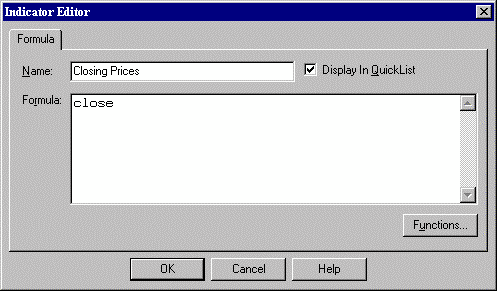 Indicator Editor
Formula
Name: Closing Prices Display In QuickList
Formula: close
Functions...
OK Cancel Help